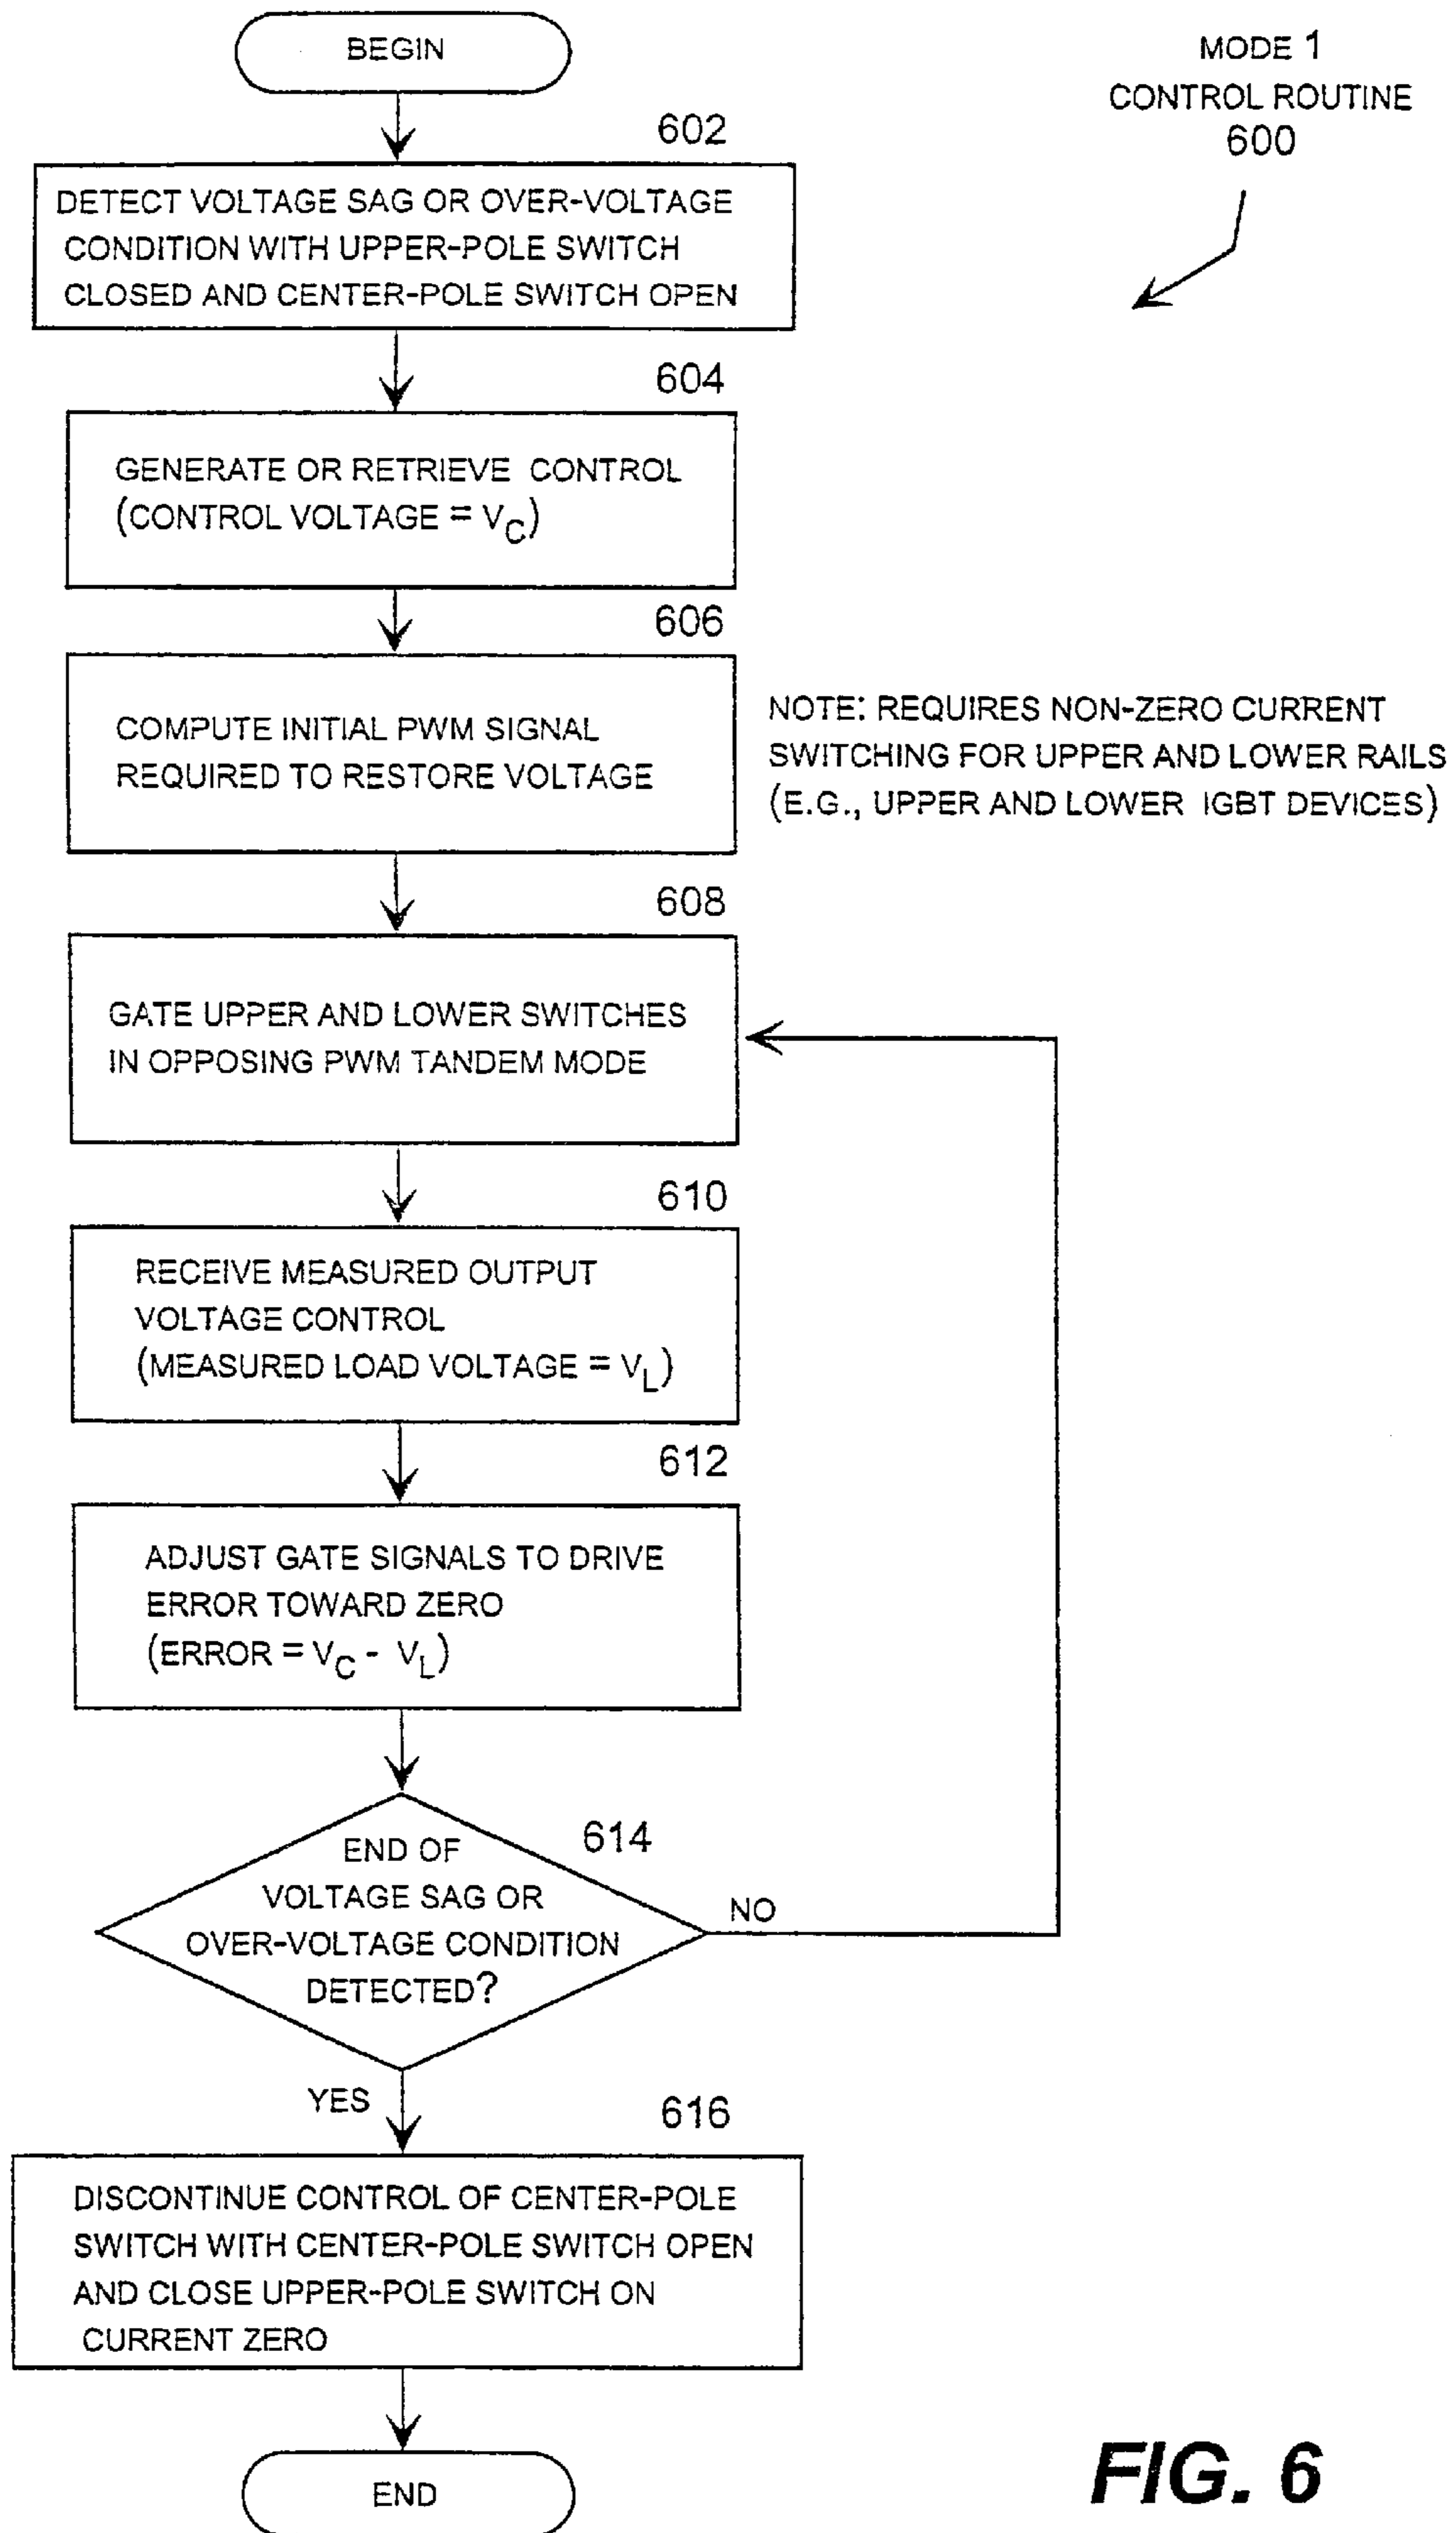 BEGIN
MODE 1
CONTROL ROUTINE
600
602
DETECT VOLTAGE SAG OR OVER-VOLTAGE
CONDITION WITH UPPER-POLE SWITCH
CLOSED AND CENTER-POLE SWITCH OPEN
604
GENERATE OR RETRIEVE CONTROL
(CONTROL VOLTAGE = VC)
606
COMPUTE INITIAL PWM SIGNAL
REQUIRED TO RESTORE VOLTAGE
NOTE: REQUIRES NON-ZERO CURRENT
SWITCHING FOR UPPER AND LOWER RAILS
(E.G., UPPER AND LOWER IGBT DEVICES)
608
GATE UPPER AND LOWER SWITCHES
IN OPPOSING PWM TANDEM MODE
610
RECEIVE MEASURED OUTPUT
VOLTAGE CONTROL
(MEASURED LOAD VOLTAGE = VL)
612
ADJUST GATE SIGNALS TO DRIVE
ERROR TOWARD ZERO
(ERROR = VC - VL)
614
END OF
VOLTAGE SAG OR
OVER-VOLTAGE CONDITION
DETECTED?
NO
YES
616
DISCONTINUE CONTROL OF CENTER-POLE
SWITCH WITH CENTER-POLE SWITCH OPEN
AND CLOSE UPPER-POLE SWITCH ON
CURRENT ZERO
END
FIG. 6